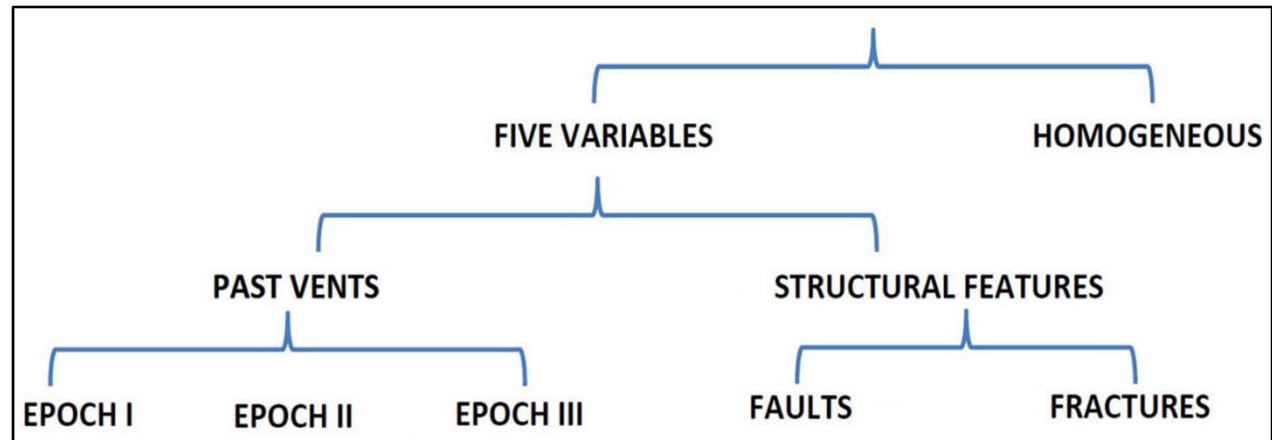 FIVE VARIABLES HOMOGENEOUS
PAST VENTS STRUCTURAL FEATURES
EPOCH I EPOCH II EPOCH III FAULTS FRACTURES